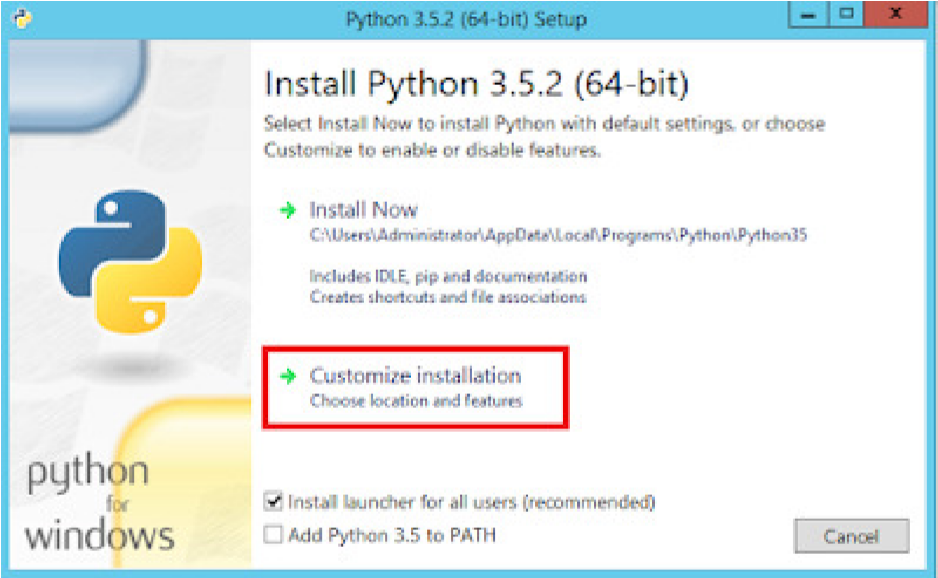 Python 3.5.2 (64-bit) Setup
Install Python 3.5.2 (64-bit)
Select Install Now to install Python with default settings, or choose
Customize to enable or disable features.
Install Now
C:\Users\Administrator\AppData\Local\Programs\Python\Python35
Includes IDLE, pip and documentation
Creates shortcuts and file associations
Customize installation
Choose location and features
python
for
windows
Install launcher for all users (recommended)
Add Python 3.5 to PATH
Cancel